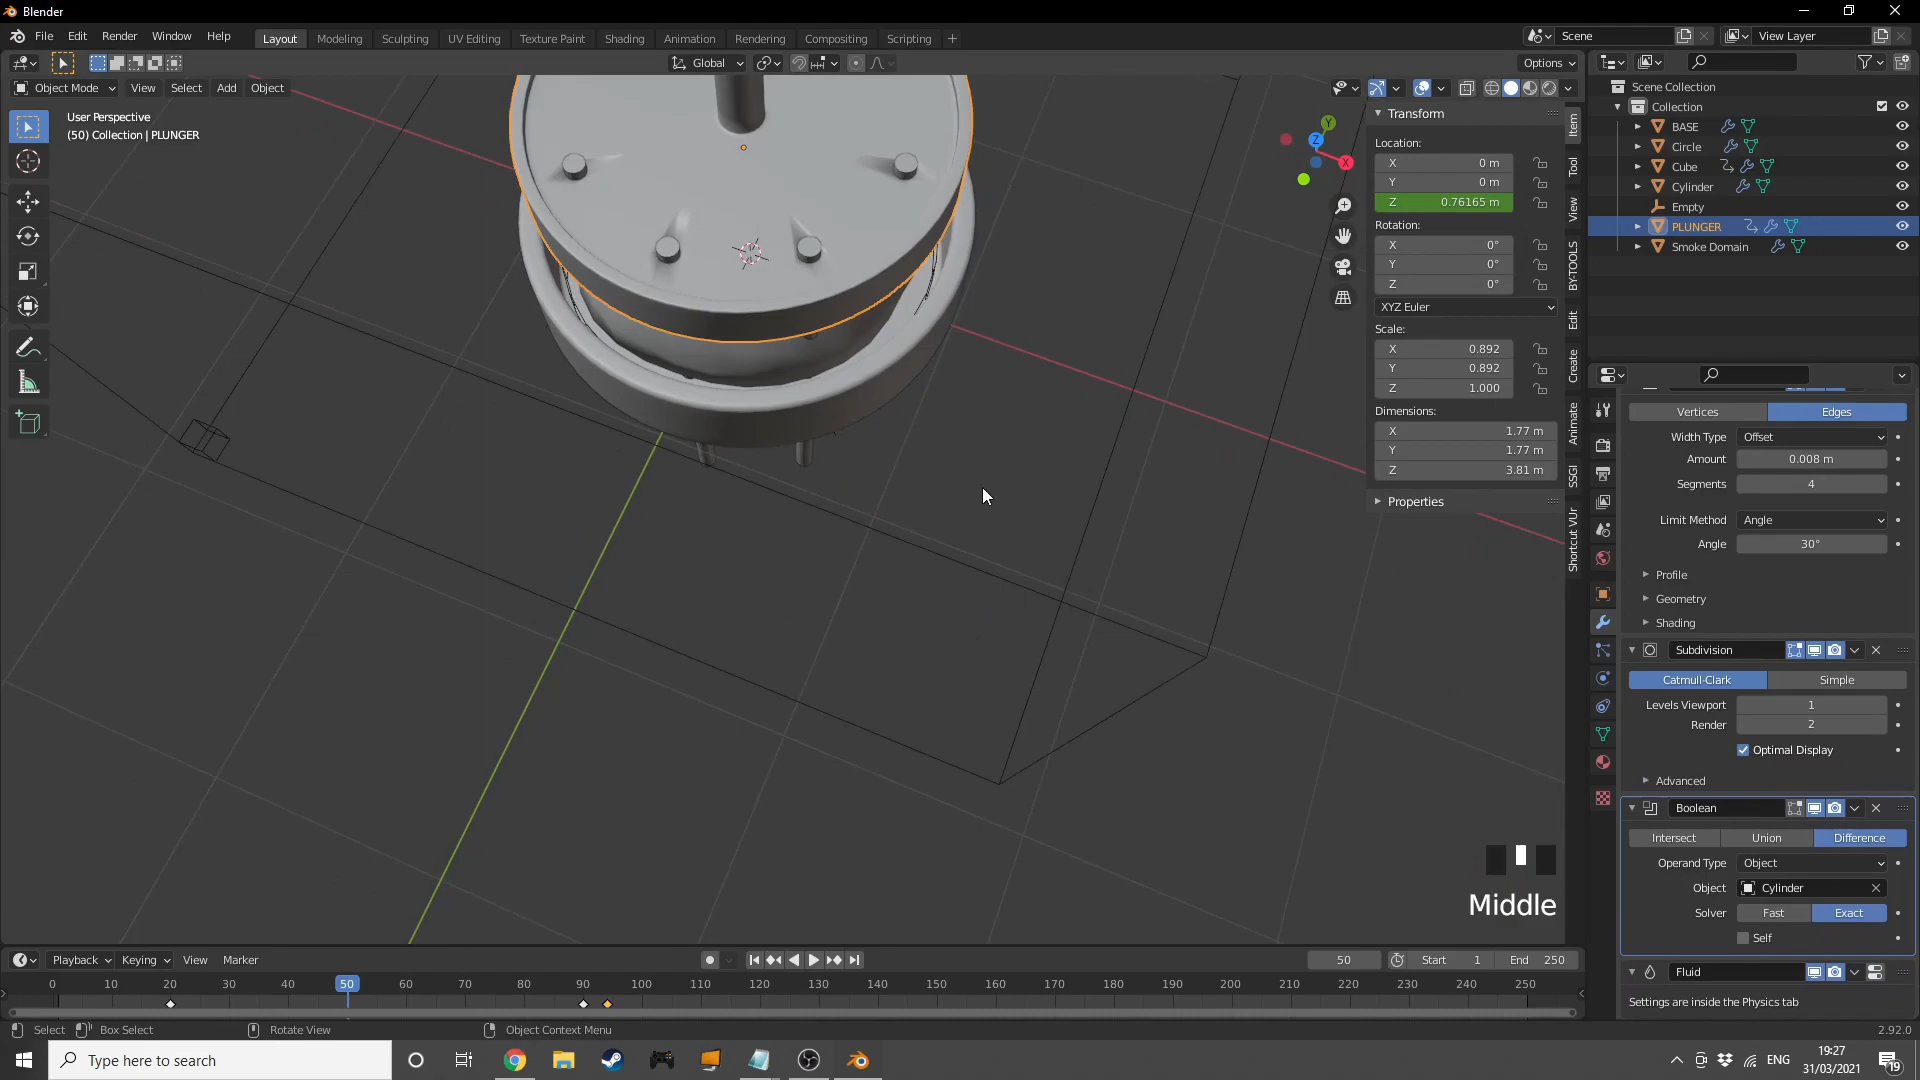 Blender
File Edit Render Window Help
Layout Modeling Sculpting UV Editing Texture Paint Shading Animation Rendering Compositing Scripting +
Scene
View Layer
Global
Options
Object Mode View Select Add Object
User Perspective
(50) Collection | PLUNGER
Y
Z
X
Transform
Location:
X 0 m
Y 0 m
Z 0.76165 m
Rotation:
X 0°
Y 0°
Z 0°
XYZ Euler
Scale:
X 0.892
Y 0.892
Z 1.000
Dimensions:
X 1.77 m
Y 1.77 m
Z 3.81 m
Properties
Item
Tool
View
BY-TOOLS
Edit
Create
Animate
SSGI
Shortcut VUr
Scene Collection
Collection
BASE
Circle
Cube
Cylinder
Empty
PLUNGER
Smoke Domain
Vertices Edges
Width Type Offset
Amount 0.008 m
Segments 4
Limit Method Angle
Angle 30°
Profile
Geometry
Shading
Subdivision
Catmull-Clark Simple
Levels Viewport 1
Render 2
Optimal Display
Advanced
Boolean
Intersect Union Difference
Operand Type Object
Object Cylinder
Solver Fast Exact
Self
Fluid
Settings are inside the Physics tab
Middle
Playback Keying View Marker
50 Start 1 End 250
0 10 20 30 40 50 60 70 80 90 100 110 120 130 140 150 160 170 180 190 200 210 220 230 240 250
Select Box Select Rotate View Object Context Menu
2.92.0
Type here to search
ENG
19:27
31/03/2021
19